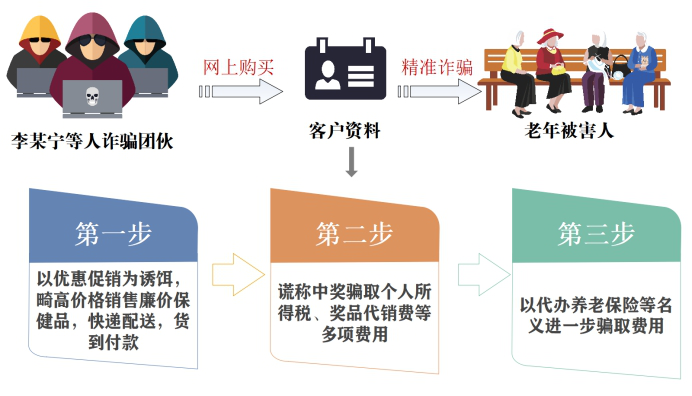 网上购买
精准诈骗
李某宁等人诈骗团伙
客户资料
老年被害人
第一步
以优惠促销为诱饵，
畸高价格销售廉价保
健品，快递配送，货
到付款
第二步
谎称中奖骗取个人所
得税、奖品代销费等
多项费用
第三步
以代办养老保险等名
义进一步骗取费用